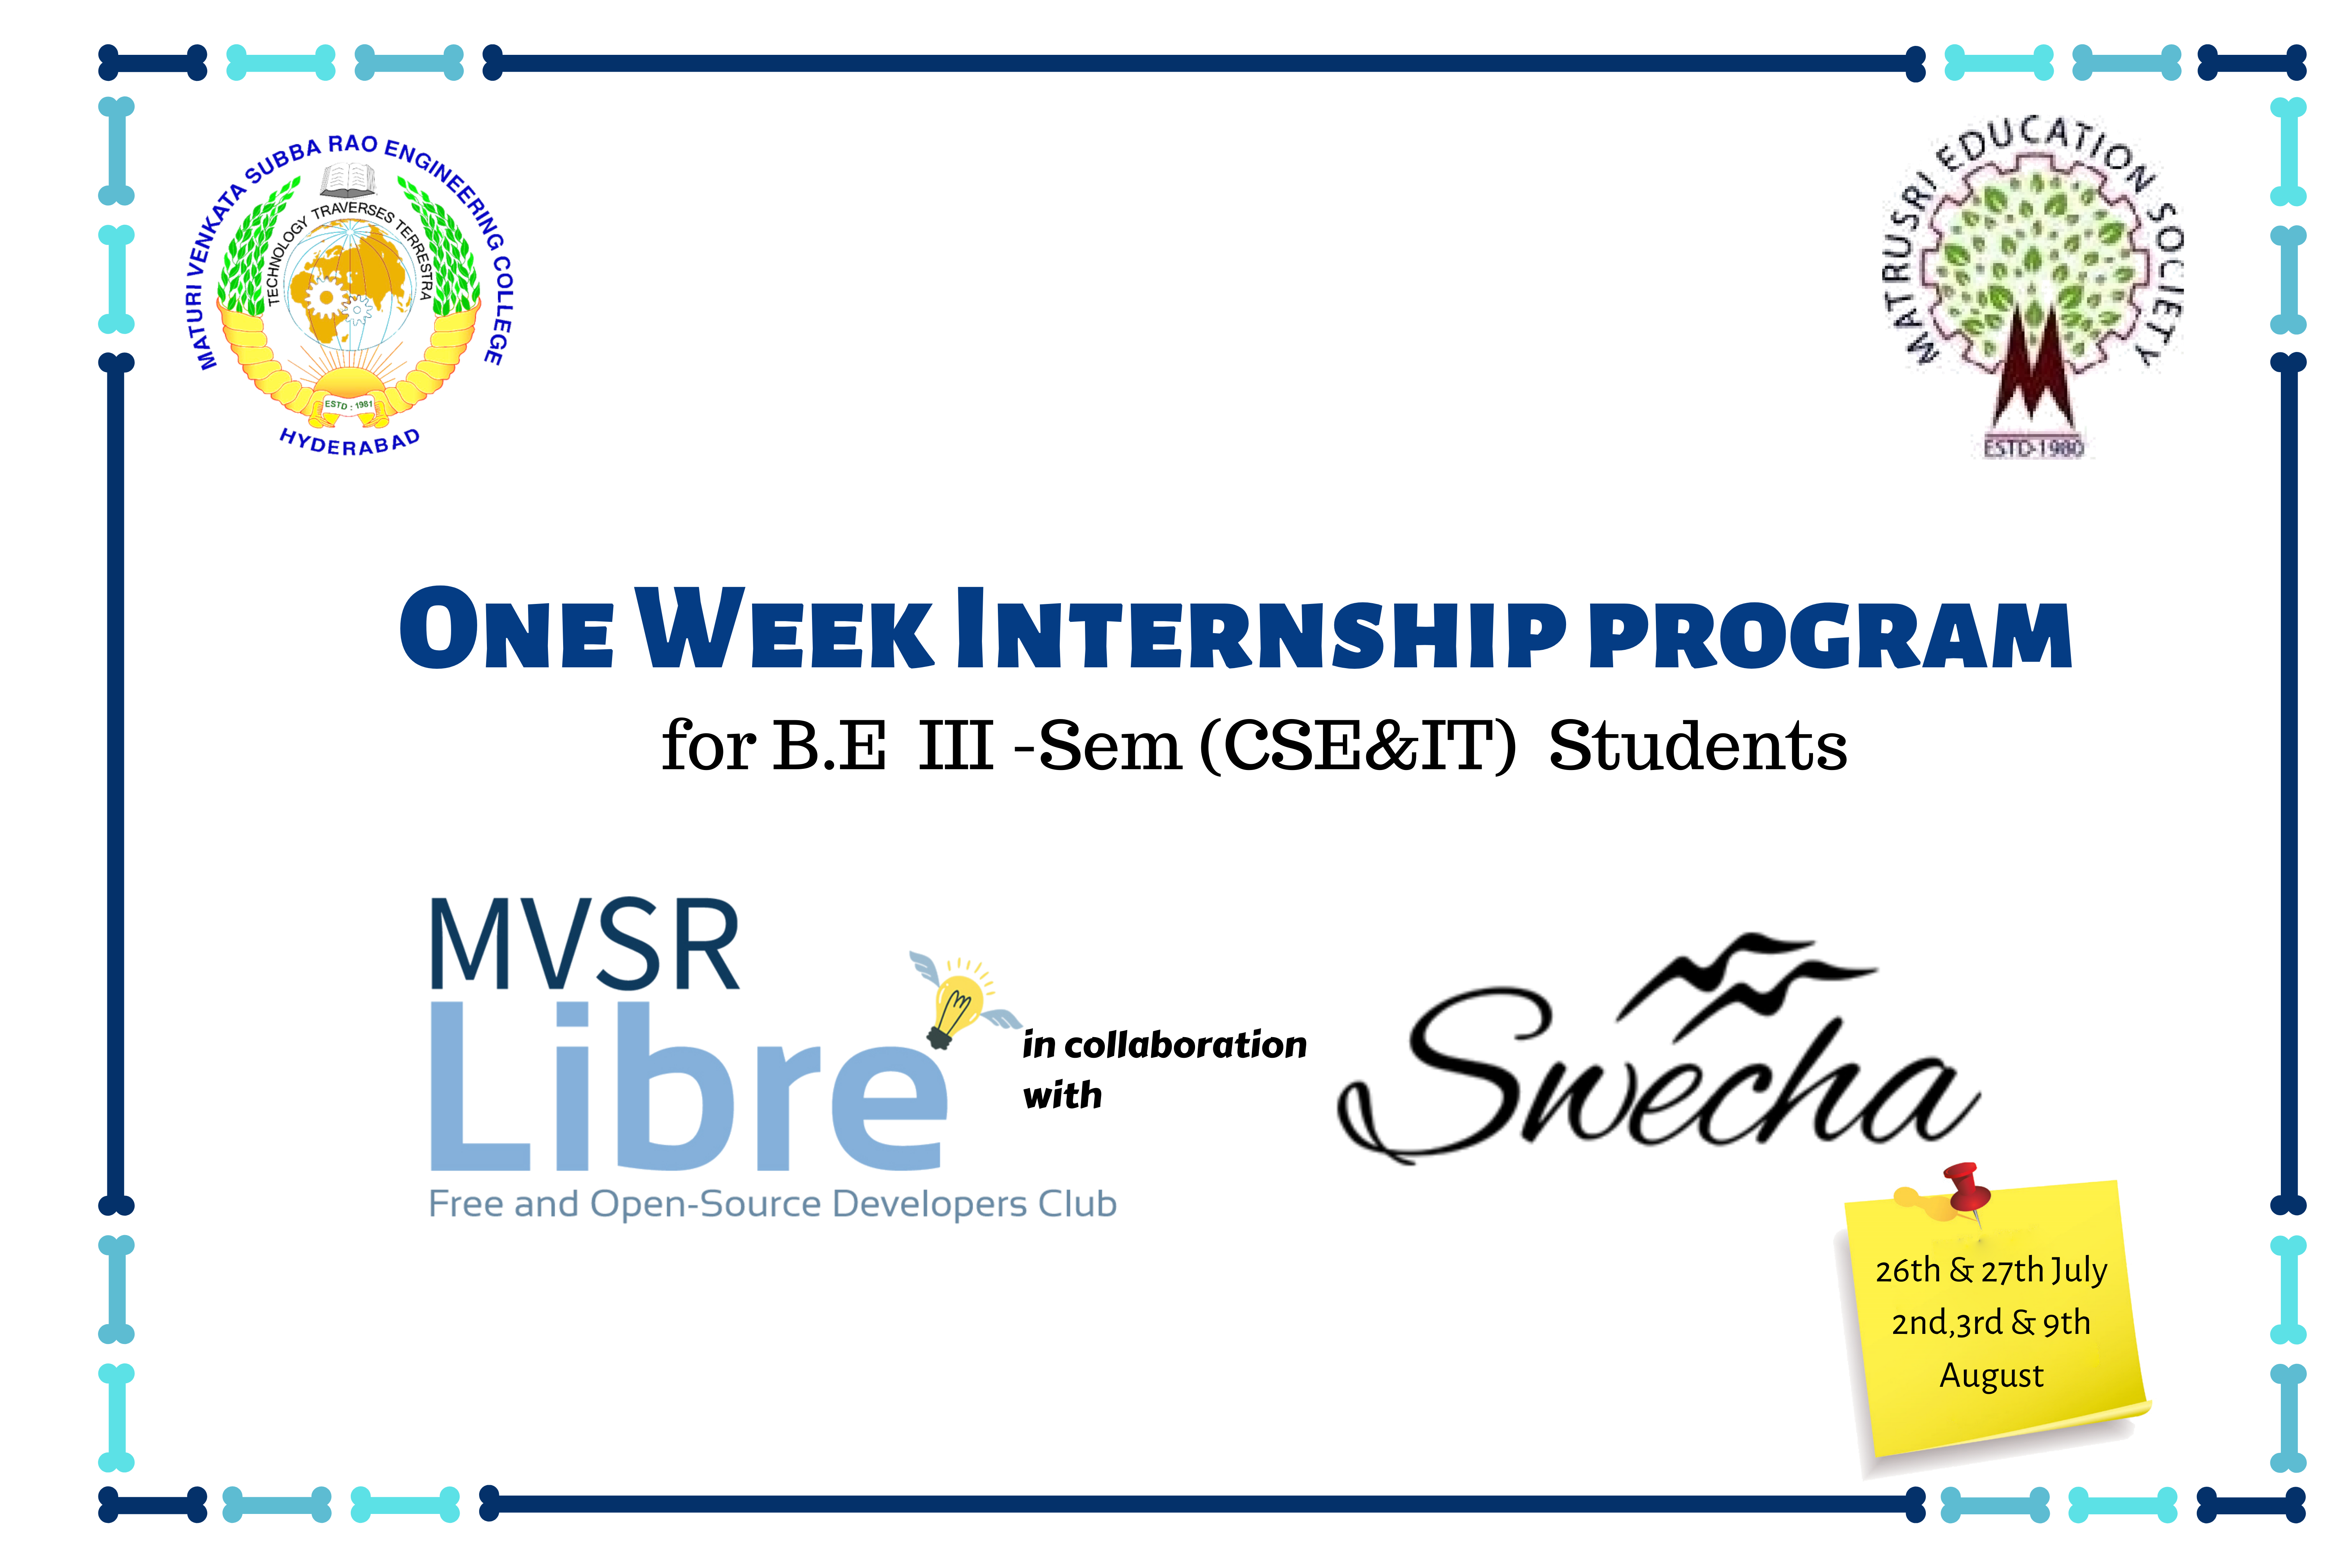 MATURI VENKATA SUBBA RAO ENGINEERING COLLEGE
TECHNOLOGY TRAVERSES TERRESTRA
ESTD : 1981
HYDERABAD
MATRUSRI EDUCATION SOCIETY
ESTD-1980
One Week Internship program
for B.E III -Sem (CSE&IT) Students
MVSR
Libre
Free and Open-Source Developers Club
in collaboration
with
Swecha
26th & 27th July
2nd,3rd & 9th
August